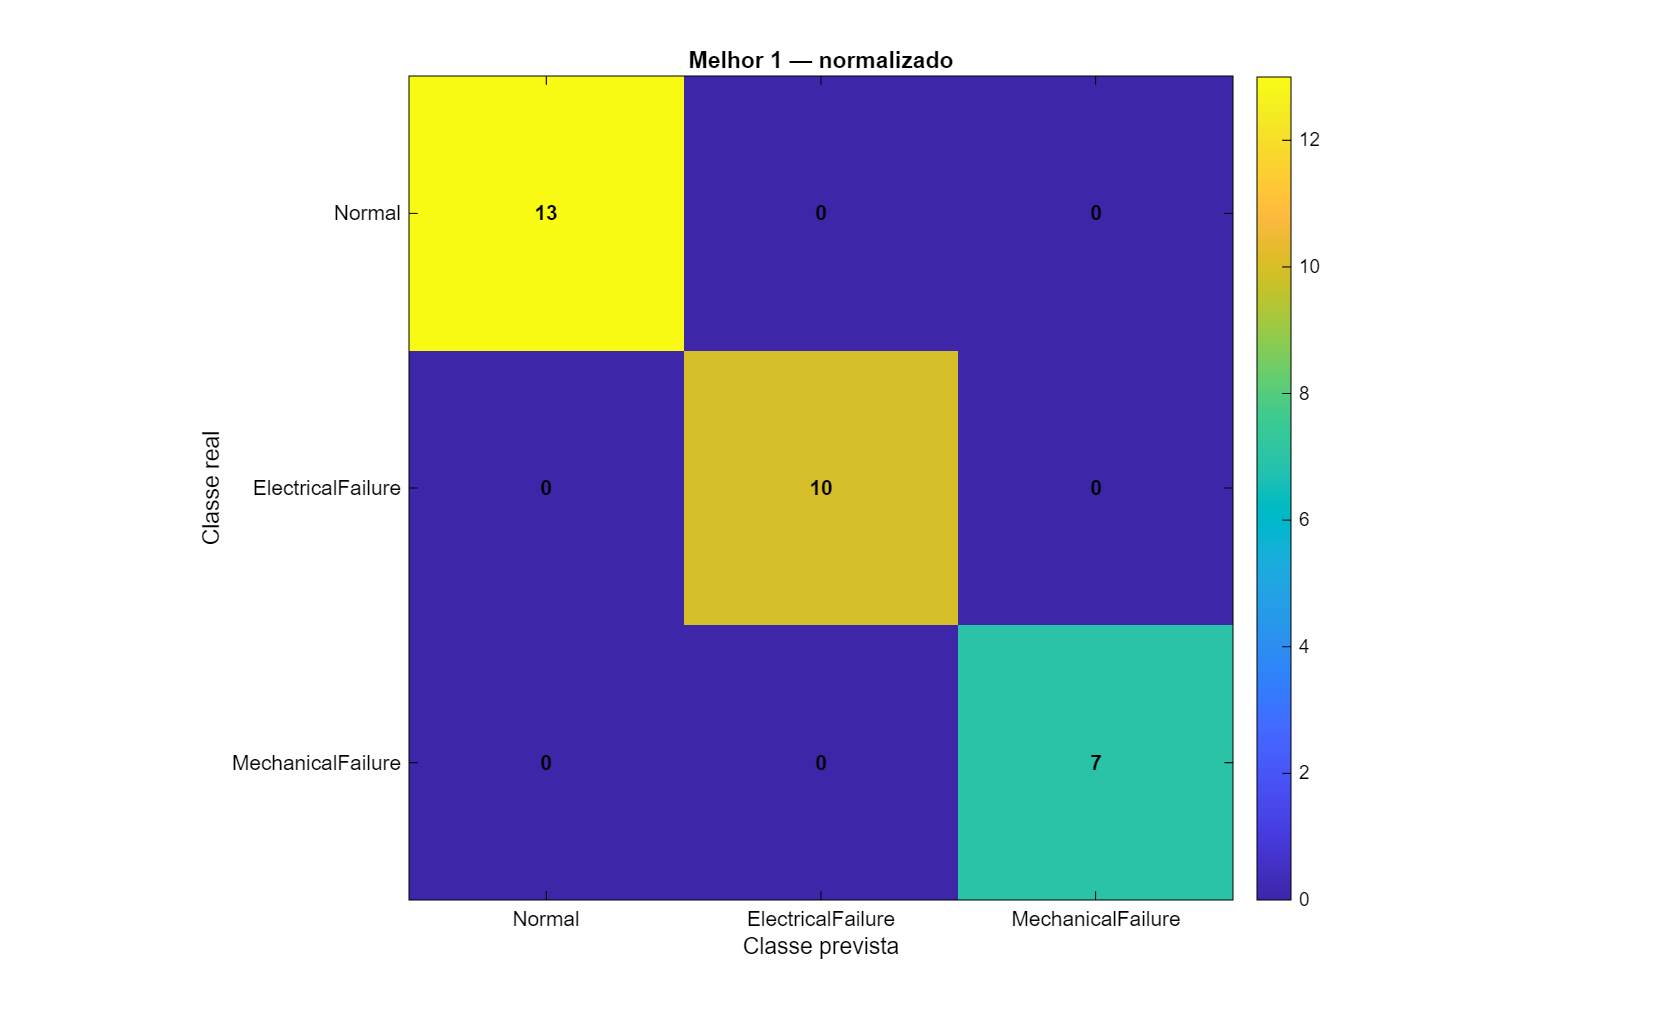 Melhor 1 — normalizado
12
Normal
13
0
0
10
8
Classe real
ElectricalFailure
0
10
0
6
4
MechanicalFailure
0
0
7
2
0
Normal
ElectricalFailure
MechanicalFailure
Classe prevista